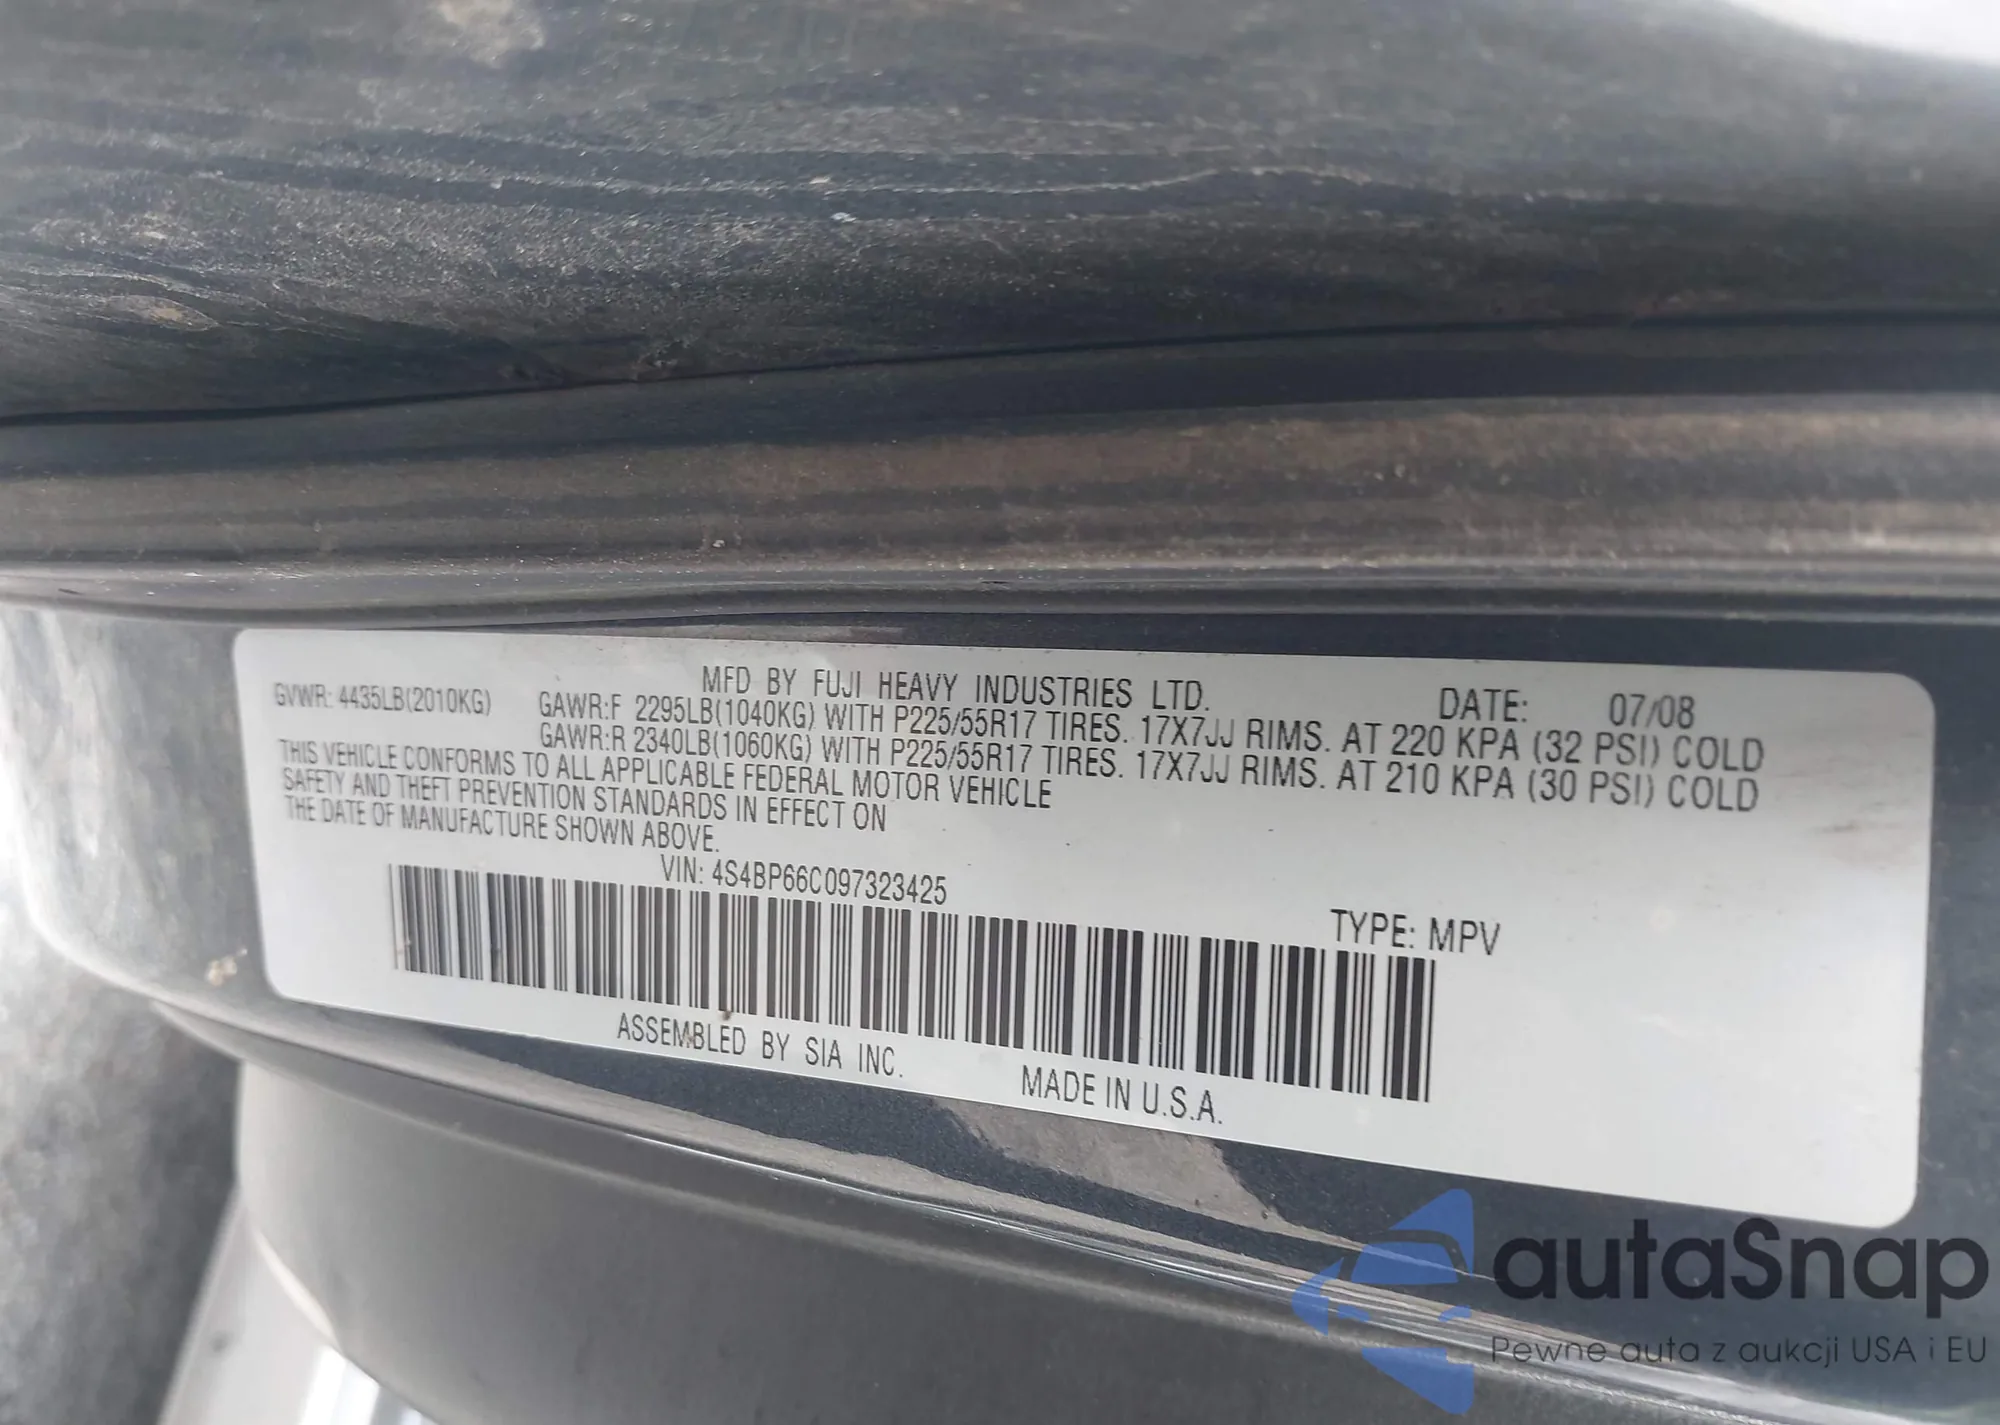 MFD BY FUJI HEAVY INDUSTRIES LTD. DATE: 07/08
GVWR: 4435LB(2010KG) GAWR:F 2295LB(1040KG) WITH P225/55R17 TIRES. 17X7JJ RIMS. AT 220 KPA (32 PSI) COLD
GAWR:R 2340LB(1060KG) WITH P225/55R17 TIRES. 17X7JJ RIMS. AT 210 KPA (30 PSI) COLD
THIS VEHICLE CONFORMS TO ALL APPLICABLE FEDERAL MOTOR VEHICLE
SAFETY AND THEFT PREVENTION STANDARDS IN EFFECT ON
THE DATE OF MANUFACTURE SHOWN ABOVE.
VIN: 4S4BP66C097323425
TYPE: MPV
ASSEMBLED BY SIA INC.
MADE IN U.S.A.
autaSnap
Pewne auta z aukcji USA i EU